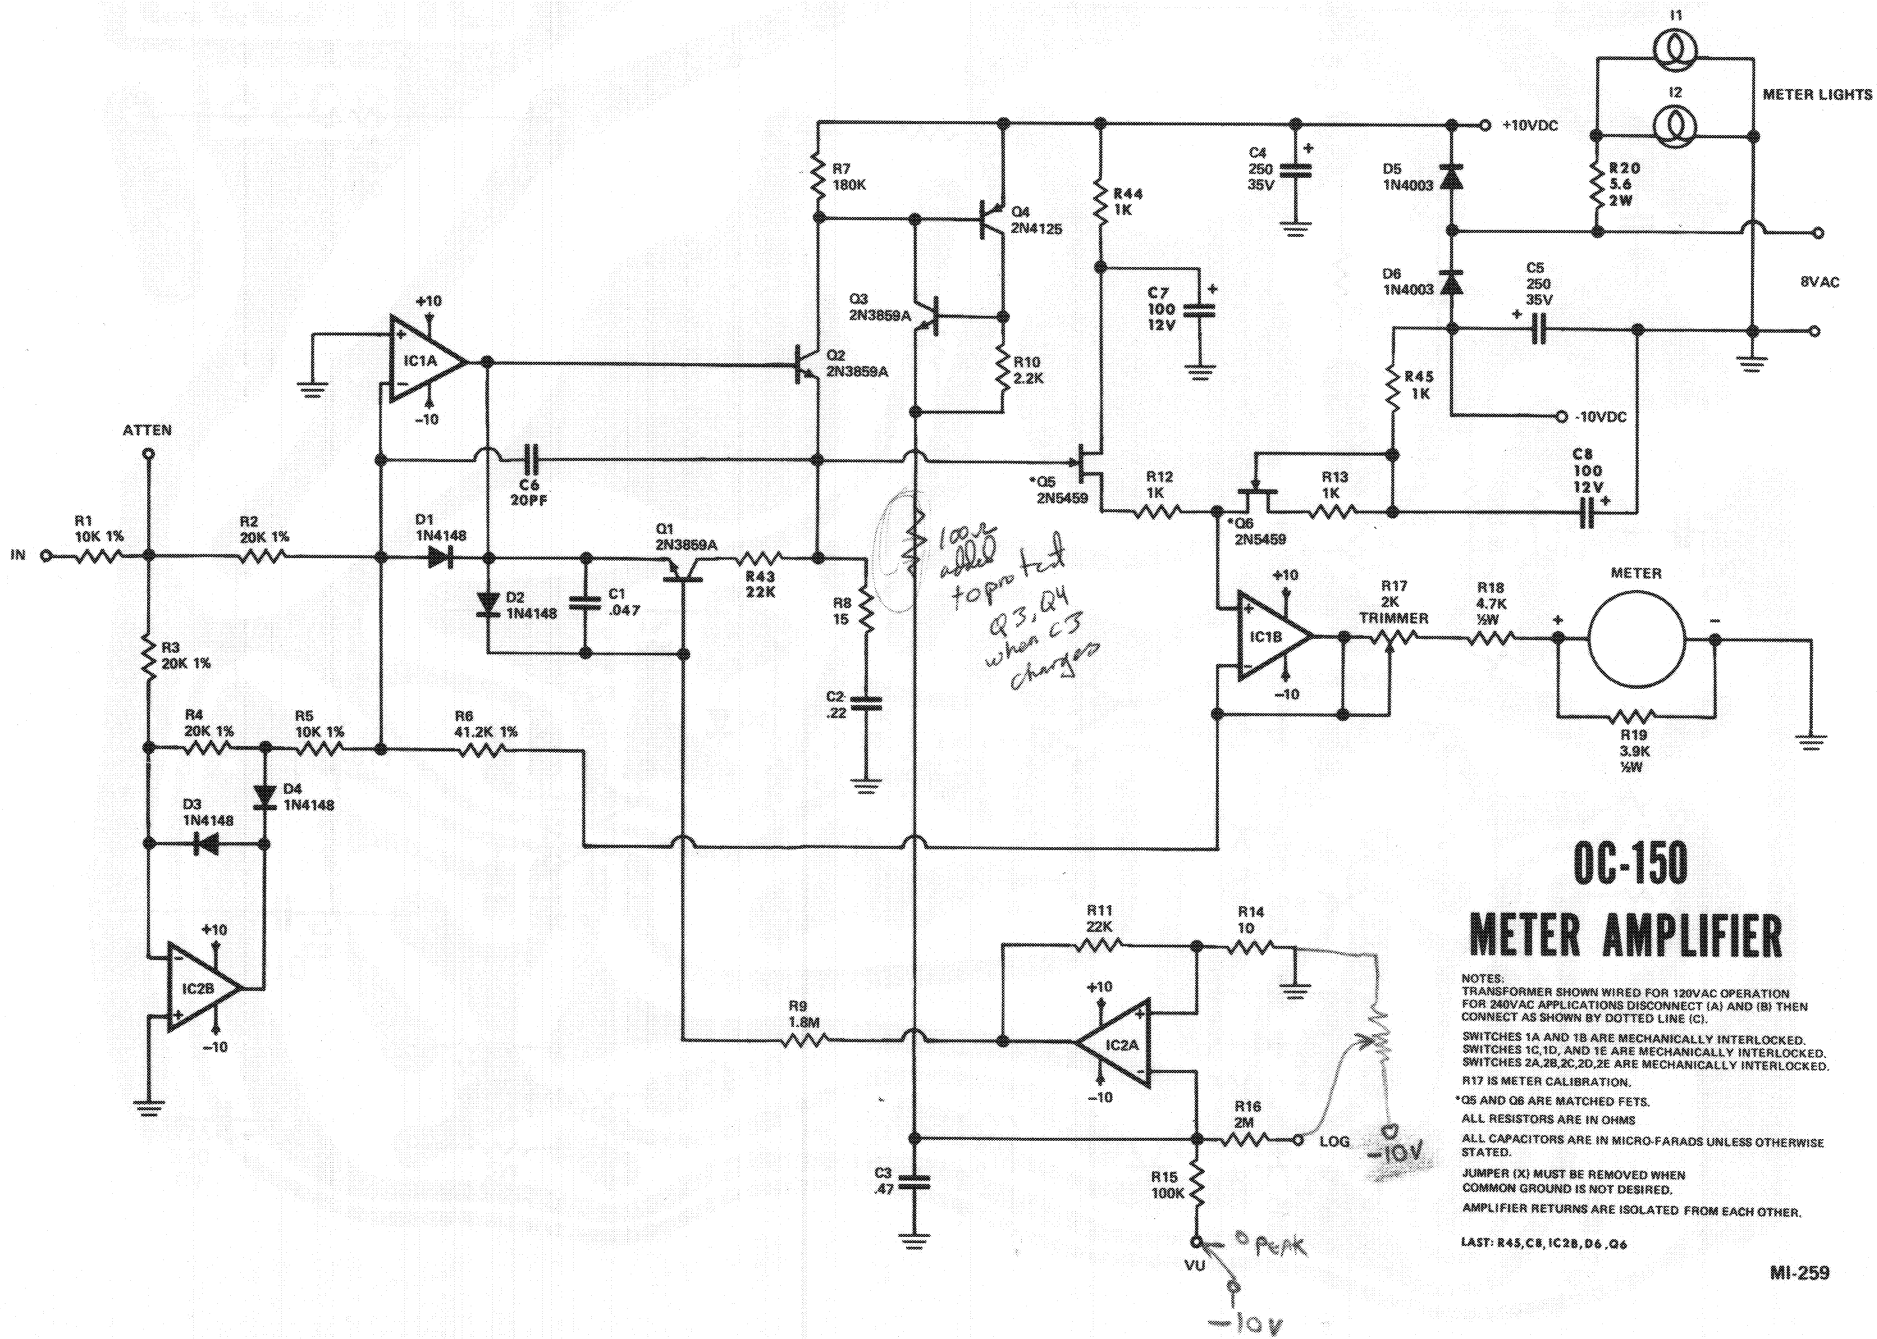 I1
METER LIGHTS
I2
+10VDC
C4
250
35V
+
D5
1N4003
R20
5.6
2W
R7
180K
R44
1K
Q4
2N4125
D6
1N4003
C5
250
35V
+
8VAC
C7
100
12V
+
Q3
2N3859A
+10
+
IC1A
−
−10
Q2
2N3859A
R10
2.2K
R45
1K
-10VDC
ATTEN
C6
20PF
*Q5
2N5459
R12
1K
R13
1K
C8
100
12V
+
*Q6
2N5459
IN
R1
10K 1%
R2
20K 1%
D1
1N4148
Q1
2N3859A
R43
22K
100Ω
added
to protect
Q3, Q4
when C3
charges
D2
1N4148
C1
.047
R8
15
+10
+
IC1B
−
−10
R17
2K
TRIMMER
R18
4.7K
½W
METER
+
−
R3
20K 1%
C2
.22
R4
20K 1%
R5
10K 1%
R6
41.2K 1%
R19
3.9K
½W
D4
1N4148
D3
1N4148
OC-150
METER AMPLIFIER
+10
−
IC2B
+
−10
R11
22K
R14
10
R9
1.8M
+10
+
IC2A
−
−10
R16
2M
LOG
−10V
C3
.47
R15
100K
VU
PEAK
−10V
NOTES:
TRANSFORMER SHOWN WIRED FOR 120VAC OPERATION
FOR 240VAC APPLICATIONS DISCONNECT (A) AND (B) THEN
CONNECT AS SHOWN BY DOTTED LINE (C).
SWITCHES 1A AND 1B ARE MECHANICALLY INTERLOCKED.
SWITCHES 1C,1D, AND 1E ARE MECHANICALLY INTERLOCKED.
SWITCHES 2A,2B,2C,2D,2E ARE MECHANICALLY INTERLOCKED.
R17 IS METER CALIBRATION.
*Q5 AND Q6 ARE MATCHED FETS.
ALL RESISTORS ARE IN OHMS
ALL CAPACITORS ARE IN MICRO-FARADS UNLESS OTHERWISE
STATED.
JUMPER (X) MUST BE REMOVED WHEN
COMMON GROUND IS NOT DESIRED.
AMPLIFIER RETURNS ARE ISOLATED FROM EACH OTHER.
LAST: R45,C8,IC2B,D6,Q6
MI-259